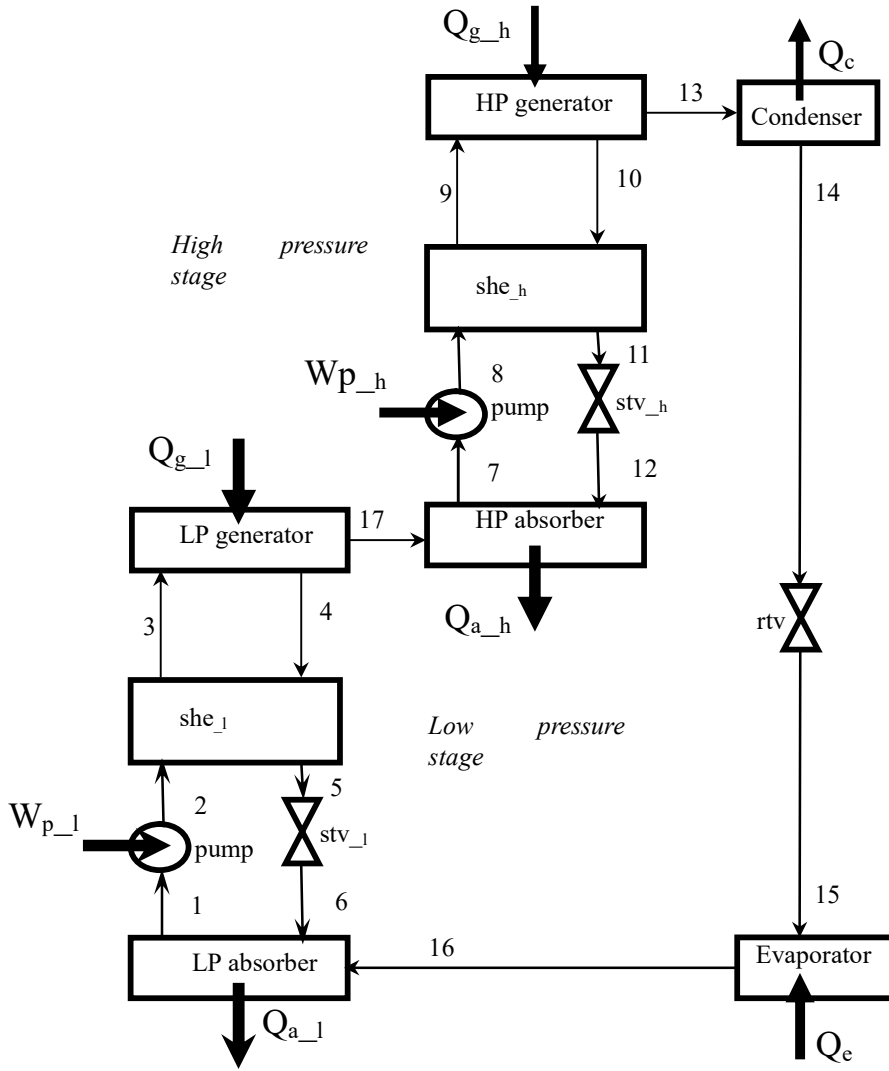 Q_g_h
Q_c
HP generator
13
Condenser
9
10
14
High pressure
stage
she_h
Wp_h
8
11
pump
stv_h
Q_g_l
7
12
LP generator
17
HP absorber
3
4
Q_a_h
rtv
she_l
Low pressure
stage
2
5
W_p_l
pump
stv_l
1
6
16
15
LP absorber
Evaporator
Q_a_l
Q_e